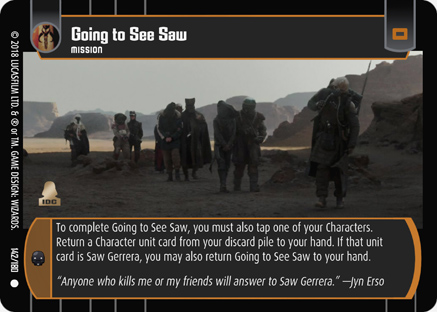 Going to See Saw
MISSION
© 2018 LUCASFILM LTD. & ® or TM. GAME DESIGN: WIZARDS.
142/180
IDC
To complete Going to See Saw, you must also tap one of your Characters.
Return a Character unit card from your discard pile to your hand. If that unit
card is Saw Gerrera, you may also return Going to See Saw to your hand.
“Anyone who kills me or my friends will answer to Saw Gerrera.” —Jyn Erso